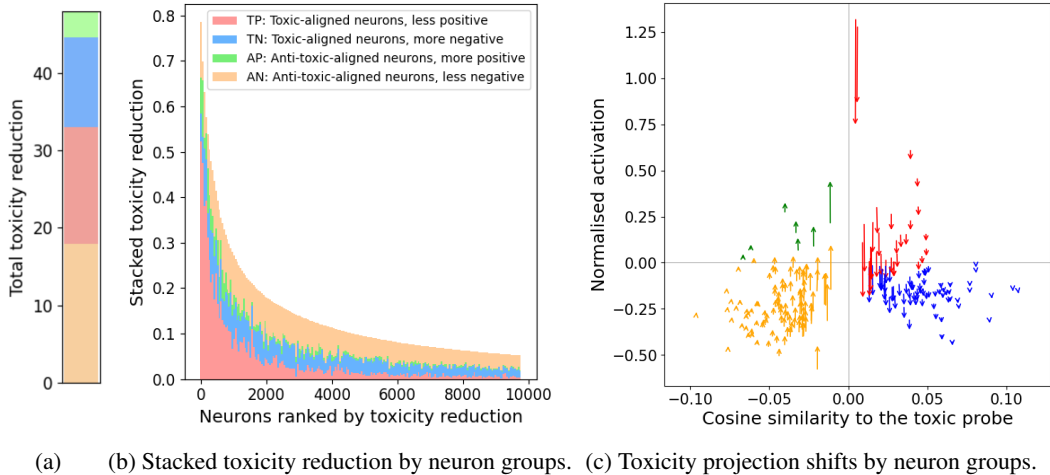 Total toxicity reduction
0
10
20
30
40
Stacked toxicity reduction
0.8
0.7
0.6
0.5
0.4
0.3
0.2
0.1
0.0
TP: Toxic-aligned neurons, less positive
TN: Toxic-aligned neurons, more negative
AP: Anti-toxic-aligned neurons, more positive
AN: Anti-toxic-aligned neurons, less negative
0 2000 4000 6000 8000 10000
Neurons ranked by toxicity reduction
Normalised activation
1.25
1.00
0.75
0.50
0.25
0.00
−0.25
−0.50
−0.10 −0.05 0.00 0.05 0.10
Cosine similarity to the toxic probe
(a) (b) Stacked toxicity reduction by neuron groups. (c) Toxicity projection shifts by neuron groups.